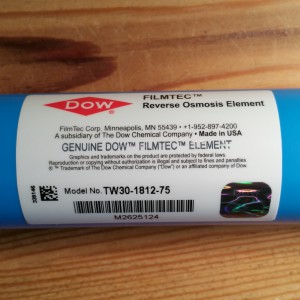 DOW
FILMTEC™
Reverse Osmosis Element
FilmTec Corp. Minneapolis, MN 55439 • +1-952-897-4200
A subsidiary of The Dow Chemical Company • Made in USA
GENUINE DOW™ FILMTEC™ ELEMENT
Graphics and trademarks on the product are protected by federal laws.
Reproduction or copying without authorization is illegal and subject to fines and penalties.
®™ Trademark of The Dow Chemical Company ("Dow") or an affiliated company of Dow.
Model No. TW30-1812-75
M2625124